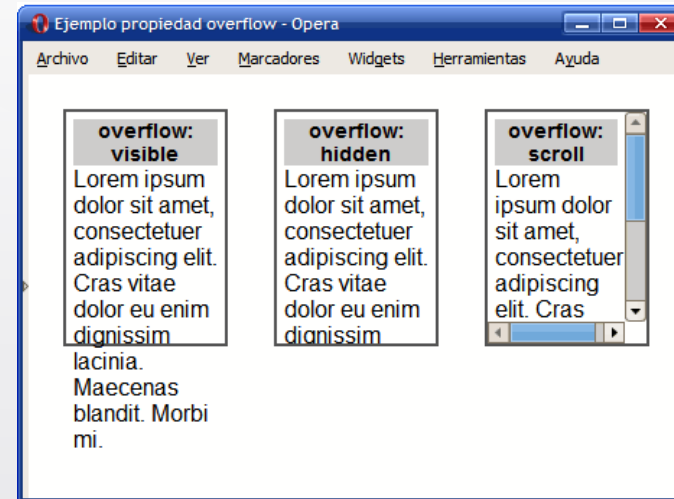 Ejemplo propiedad overflow - Opera
Archivo Editar Ver Marcadores Widgets Herramientas Ayuda
overflow:
visible
Lorem ipsum
dolor sit amet,
consectetuer
adipiscing elit.
Cras vitae
dolor eu enim
dignissim
lacinia.
Maecenas
blandit. Morbi
mi.
overflow:
hidden
Lorem ipsum
dolor sit amet,
consectetuer
adipiscing elit.
Cras vitae
dolor eu enim
dignissim
overflow:
scroll
Lorem
ipsum dolor
sit amet,
consectetuer
adipiscing
elit. Cras